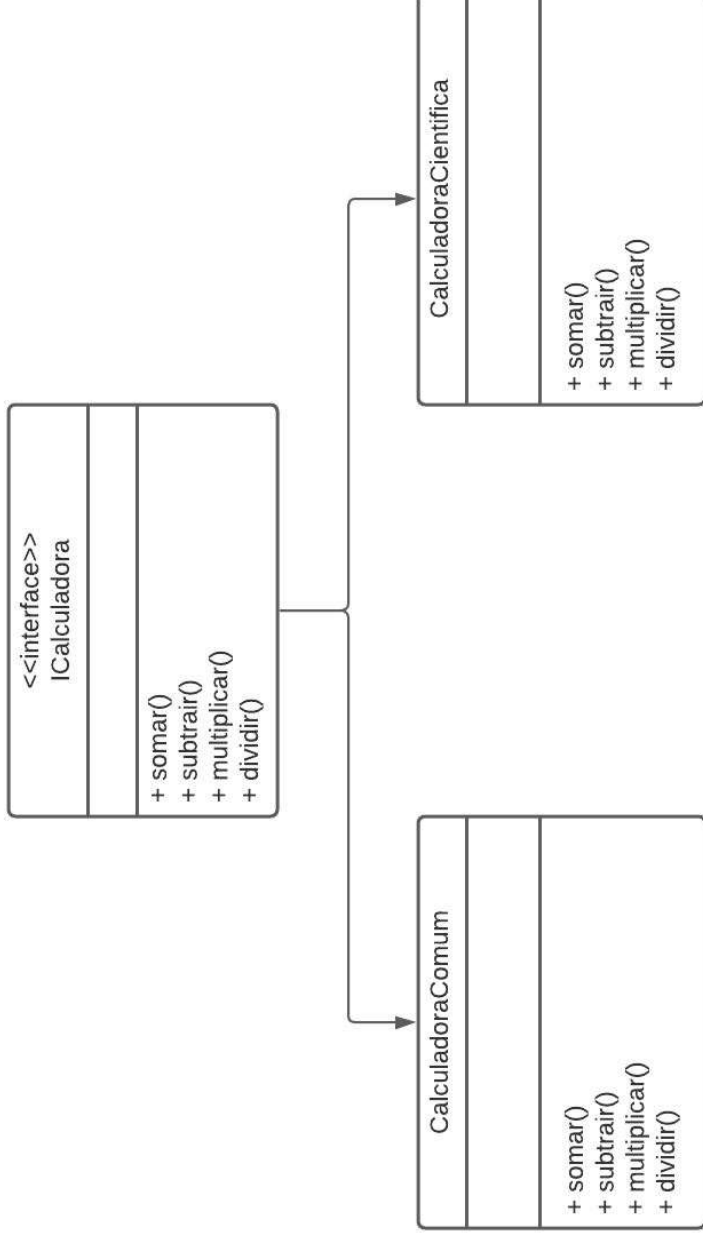 <<interface>>
ICalculadora
+ somar()
+ subtrair()
+ multiplicar()
+ dividir()
CalculadoraComum
+ somar()
+ subtrair()
+ multiplicar()
+ dividir()
CalculadoraCientifica
+ somar()
+ subtrair()
+ multiplicar()
+ dividir()